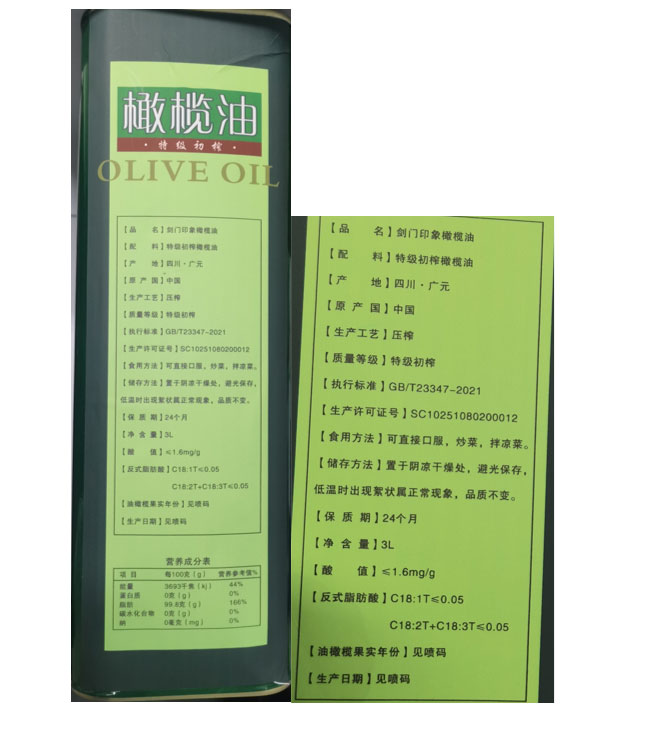 橄榄油
·特级初榨·
OLIVE OIL
【品 名】剑门印象橄榄油
【配 料】特级初榨橄榄油
【产 地】四川·广元
【原 产 国】中国
【生产工艺】压榨
【质量等级】特级初榨
【执行标准】GB/T23347-2021
【生产许可证号】SC10251080200012
【食用方法】可直接口服，炒菜，拌凉菜。
【储存方法】置于阴凉干燥处，避光保存，
低温时出现絮状属正常现象，品质不变。
【保 质 期】24个月
【净 含 量】3L
【酸 值】≤1.6mg/g
【反式脂肪酸】C18:1T≤0.05
C18:2T+C18:3T≤0.05
【油橄榄果实年份】见喷码
【生产日期】见喷码
营养成分表
项目 每100克（g） 营养参考值%
能量 3693千焦（kj） 44%
蛋白质 0克（g） 0%
脂肪 99.8克（g） 166%
碳水化合物 0克（g） 0%
钠 0毫克（mg） 0%
【品 名】剑门印象橄榄油
【配 料】特级初榨橄榄油
【产 地】四川·广元
【原 产 国】中国
【生产工艺】压榨
【质量等级】特级初榨
【执行标准】GB/T23347-2021
【生产许可证号】SC10251080200012
【食用方法】可直接口服，炒菜，拌凉菜。
【储存方法】置于阴凉干燥处，避光保存，
低温时出现絮状属正常现象，品质不变。
【保 质 期】24个月
【净 含 量】3L
【酸 值】≤1.6mg/g
【反式脂肪酸】C18:1T≤0.05
C18:2T+C18:3T≤0.05
【油橄榄果实年份】见喷码
【生产日期】见喷码